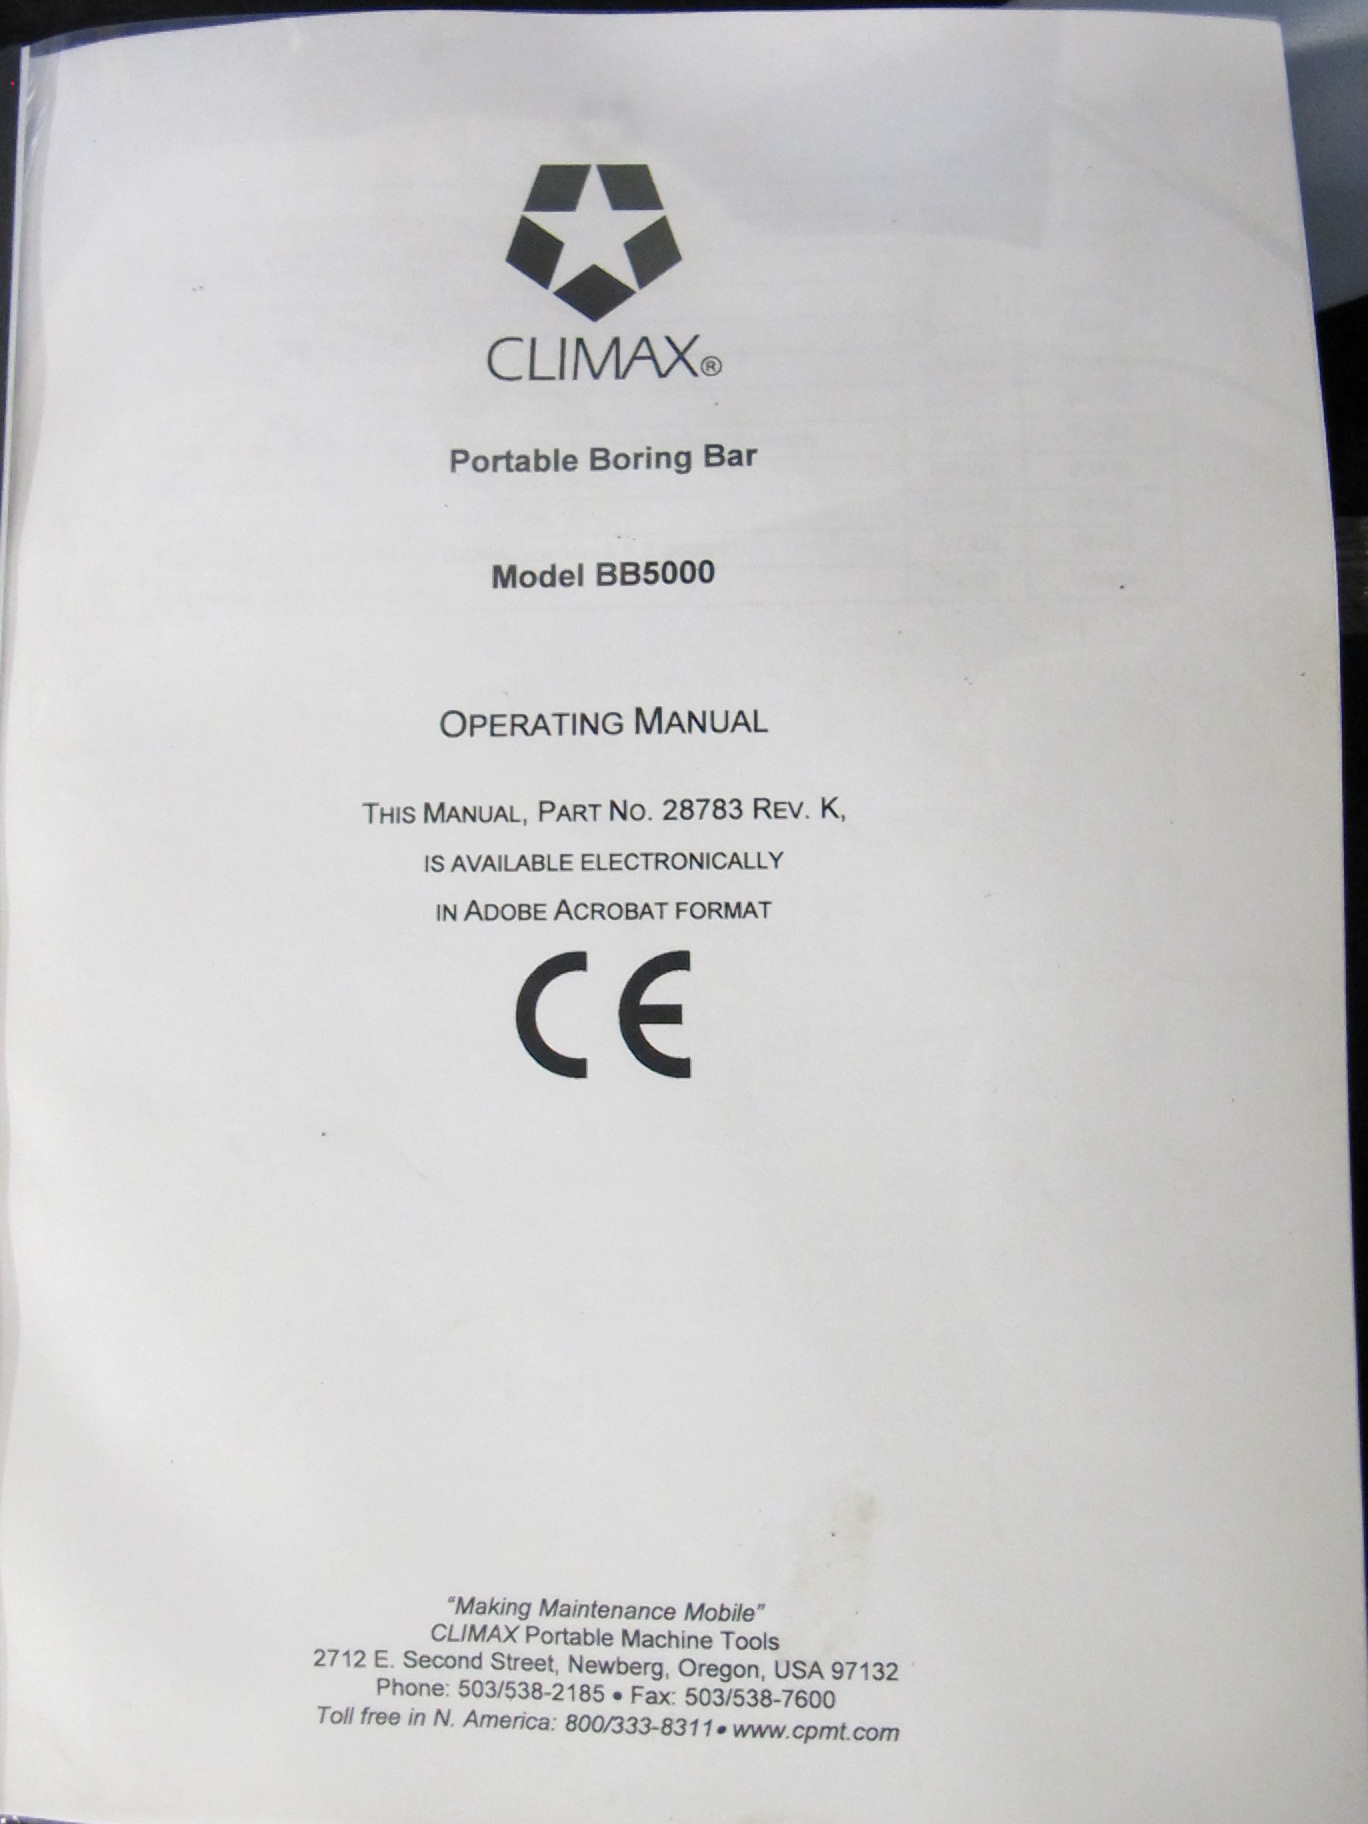 CLIMAX®
Portable Boring Bar
Model BB5000
OPERATING MANUAL
THIS MANUAL, PART NO. 28783 REV. K,
IS AVAILABLE ELECTRONICALLY
IN ADOBE ACROBAT FORMAT
CE
"Making Maintenance Mobile"
CLIMAX Portable Machine Tools
2712 E. Second Street, Newberg, Oregon, USA 97132
Phone: 503/538-2185 • Fax: 503/538-7600
Toll free in N. America: 800/333-8311• www.cpmt.com